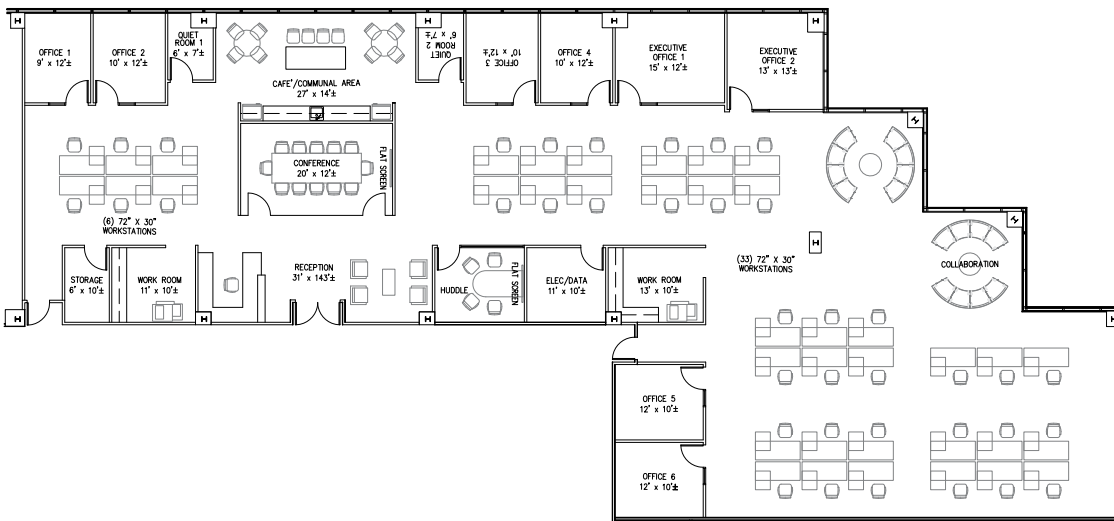 OFFICE 1
9' x 12'±
OFFICE 2
10' x 12'±
QUIET
ROOM 1
6' x 7'±
CAFE'/COMMUNAL AREA
27' x 14'±
QUIET
ROOM 2
6' x 7'±
OFFICE 3
10' x 12'±
OFFICE 4
10' x 12'±
EXECUTIVE
OFFICE 1
15' x 12'±
EXECUTIVE
OFFICE 2
13' x 13'±
CONFERENCE
20' x 12'±
FLAT SCREEN
(6) 72" X 30"
WORKSTATIONS
STORAGE
6' x 10'±
WORK ROOM
11' x 10'±
RECEPTION
31' x 143'±
HUDDLE
FLAT SCREEN
ELEC/DATA
11' x 10'±
WORK ROOM
13' x 10'±
(33) 72" X 30"
WORKSTATIONS
COLLABORATION
OFFICE 5
12' x 10'±
OFFICE 6
12' x 10'±